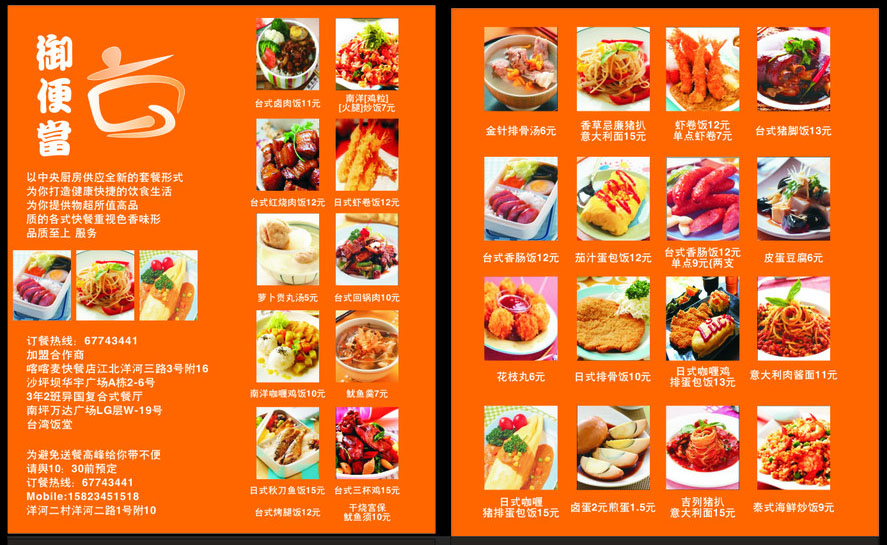 御便當
以中央厨房供应全新的套餐形式
为你打造健康快捷的饮食生活
为你提供物超所值高品
质的各式快餐重视色香味形
品质至上 服务
订餐热线：67743441
加盟合作商
喀喀麦快餐店江北洋河三路3号附16
沙坪坝华宇广场A栋2-6号
3年2班异国复合式餐厅
南坪万达广场LG层W-19号
台湾饭堂
为避免送餐高峰给你带不便
请與10：30前预定
订餐热线：67743441
Mobile:15823451518
洋河二村洋河二路1号附10
台式卤肉饭11元
南洋[鸡粒]
[火腿]炒饭7元
台式红烧肉饭12元
日式虾卷饭12元
萝卜贡丸汤5元
台式回锅肉10元
南洋咖喱鸡饭10元
鱿鱼羹7元
日式秋刀鱼饭15元
台式三杯鸡15元
台式烤腿饭12元
干烧宫保
鱿鱼须10元
金针排骨汤6元
香草忌廉猪扒
意大利面15元
虾卷饭12元
单点虾卷7元
台式猪脚饭13元
台式香肠饭12元
茄汁蛋包饭12元
台式香肠饭12元
单点9元(两支
皮蛋豆腐6元
花枝丸6元
日式排骨饭10元
日式咖喱鸡
排蛋包饭13元
意大利肉酱面11元
日式咖喱
猪排蛋包饭15元
卤蛋2元煎蛋1.5元
吉列猪扒
意大利面15元
泰式海鲜炒饭9元